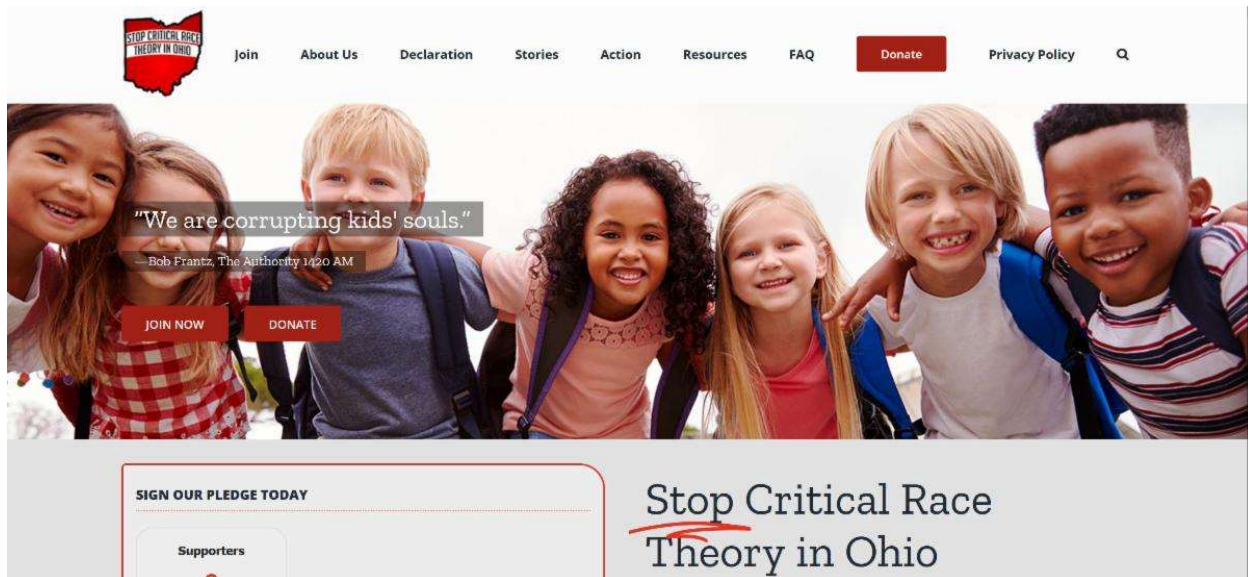 STOP CRITICAL RACE
THEORY IN OHIO
Join About Us Declaration Stories Action Resources FAQ Donate Privacy Policy
"We are corrupting kids' souls."
—Bob Frantz, The Authority 1420 AM
JOIN NOW DONATE
SIGN OUR PLEDGE TODAY
Supporters
Stop Critical Race
Theory in Ohio